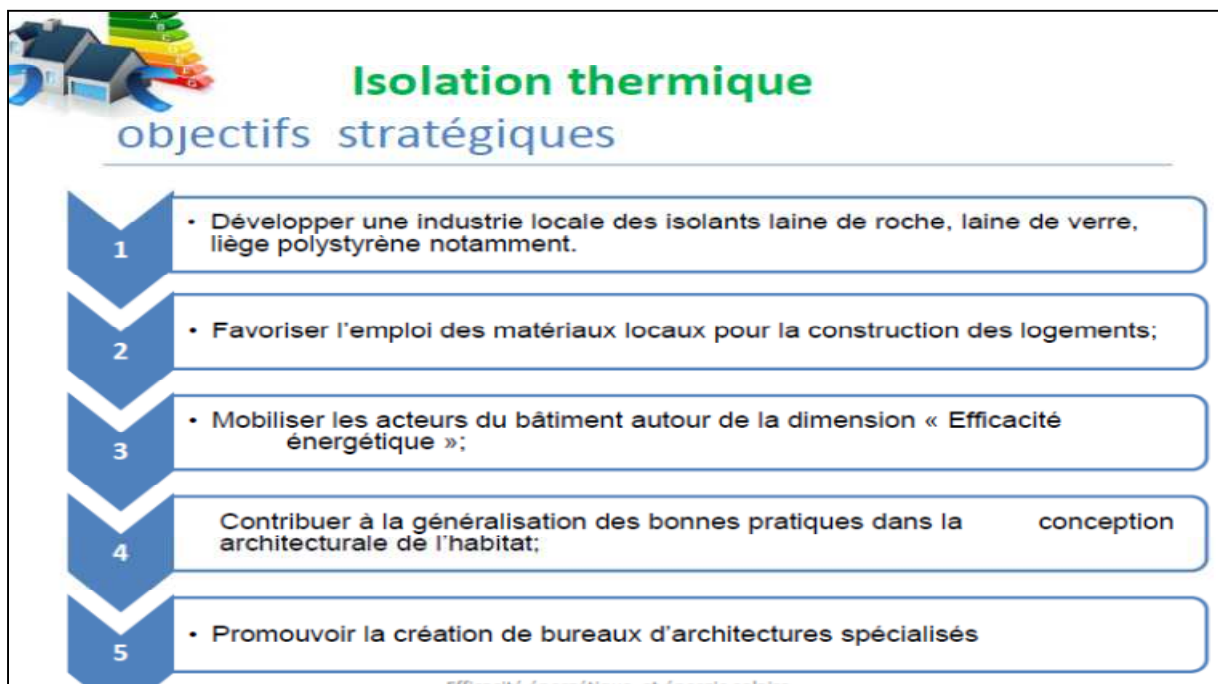 Isolation thermique
objectifs stratégiques
1
• Développer une industrie locale des isolants laine de roche, laine de verre,
liège polystyrène notamment.
2
• Favoriser l'emploi des matériaux locaux pour la construction des logements;
3
• Mobiliser les acteurs du bâtiment autour de la dimension « Efficacité
énergétique »;
4
Contribuer à la généralisation des bonnes pratiques dans la conception
architecturale de l'habitat;
5
• Promouvoir la création de bureaux d'architectures spécialisés